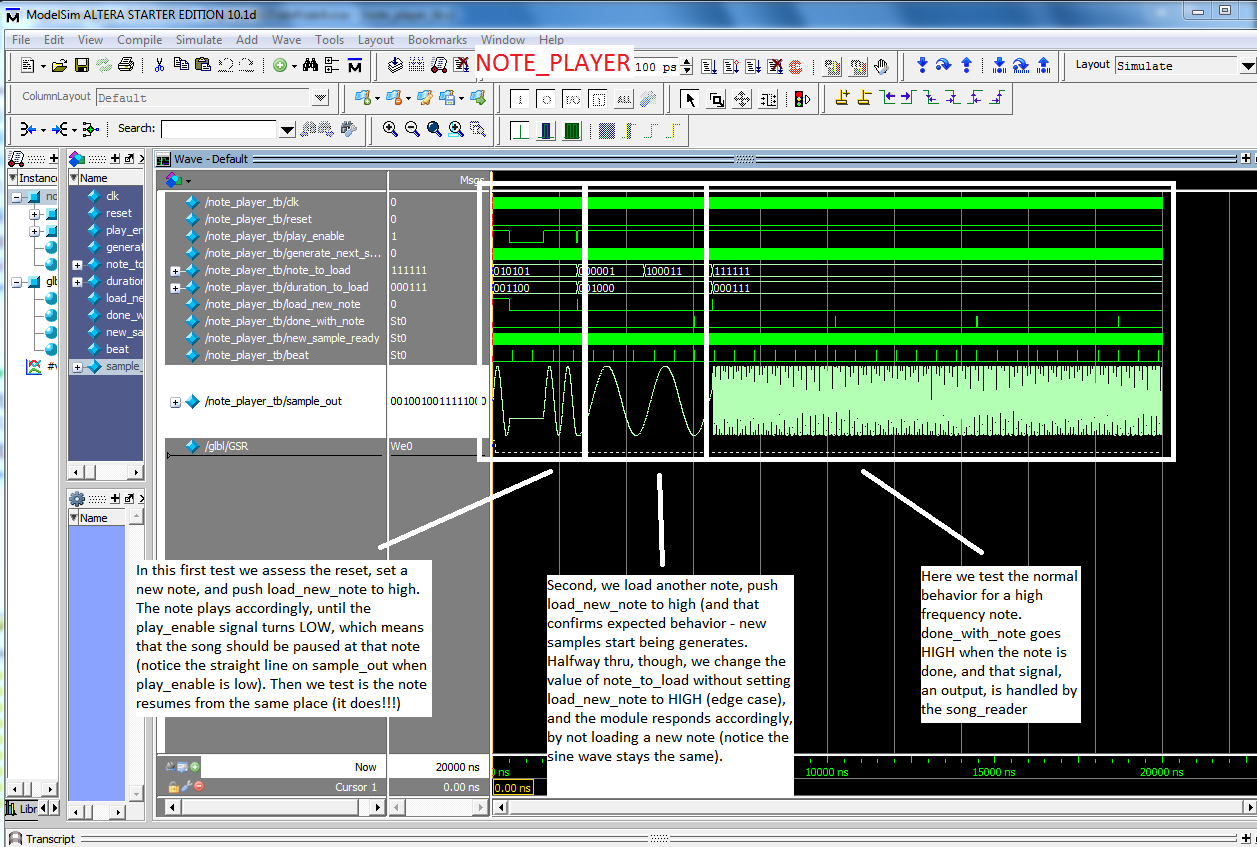 ModelSim ALTERA STARTER EDITION 10.1d
File Edit View Compile Simulate Add Wave Tools Layout Bookmarks Window Help
NOTE_PLAYER
100 ps
Layout Simulate
ColumnLayout Default
Search:
Instance
Name
Wave - Default
Msgs
clk
reset
play_en
generat
note_to
duration
load_ne
done_w
new_sa
beat
sample_
/note_player_tb/clk 0
/note_player_tb/reset 0
/note_player_tb/play_enable 1
/note_player_tb/generate_next_s... 0
/note_player_tb/note_to_load 111111 010101 000001 100011 111111
/note_player_tb/duration_to_load 000111 001100 001000 000111
/note_player_tb/load_new_note 0
/note_player_tb/done_with_note St0
/note_player_tb/new_sample_ready St0
/note_player_tb/beat St0
/note_player_tb/sample_out
/glbl/GSR We0
Name
In this first test we assess the reset, set a
new note, and push load_new_note to high.
The note plays accordingly, until the
play_enable signal turns LOW, which means
that the song should be paused at that note
(notice the straight line on sample_out when
play_enable is low). Then we test is the note
resumes from the same place (it does!!!)
Second, we load another note, push
load_new_note to high (and that
confirms expected behavior - new
samples start being generates.
Halfway thru, though, we change the
value of note_to_load without setting
load_new_note to HIGH (edge case),
and the module responds accordingly,
by not loading a new note (notice the
sine wave stays the same).
Here we test the normal
behavior for a high
frequency note.
done_with_note goes
HIGH when the note is
done, and that signal,
an output, is handled by
the song_reader
Now 20000 ns
ns 10000 ns 15000 ns 20000 ns
Cursor 1 0.00 ns 0.00 ns
Libr
Transcript